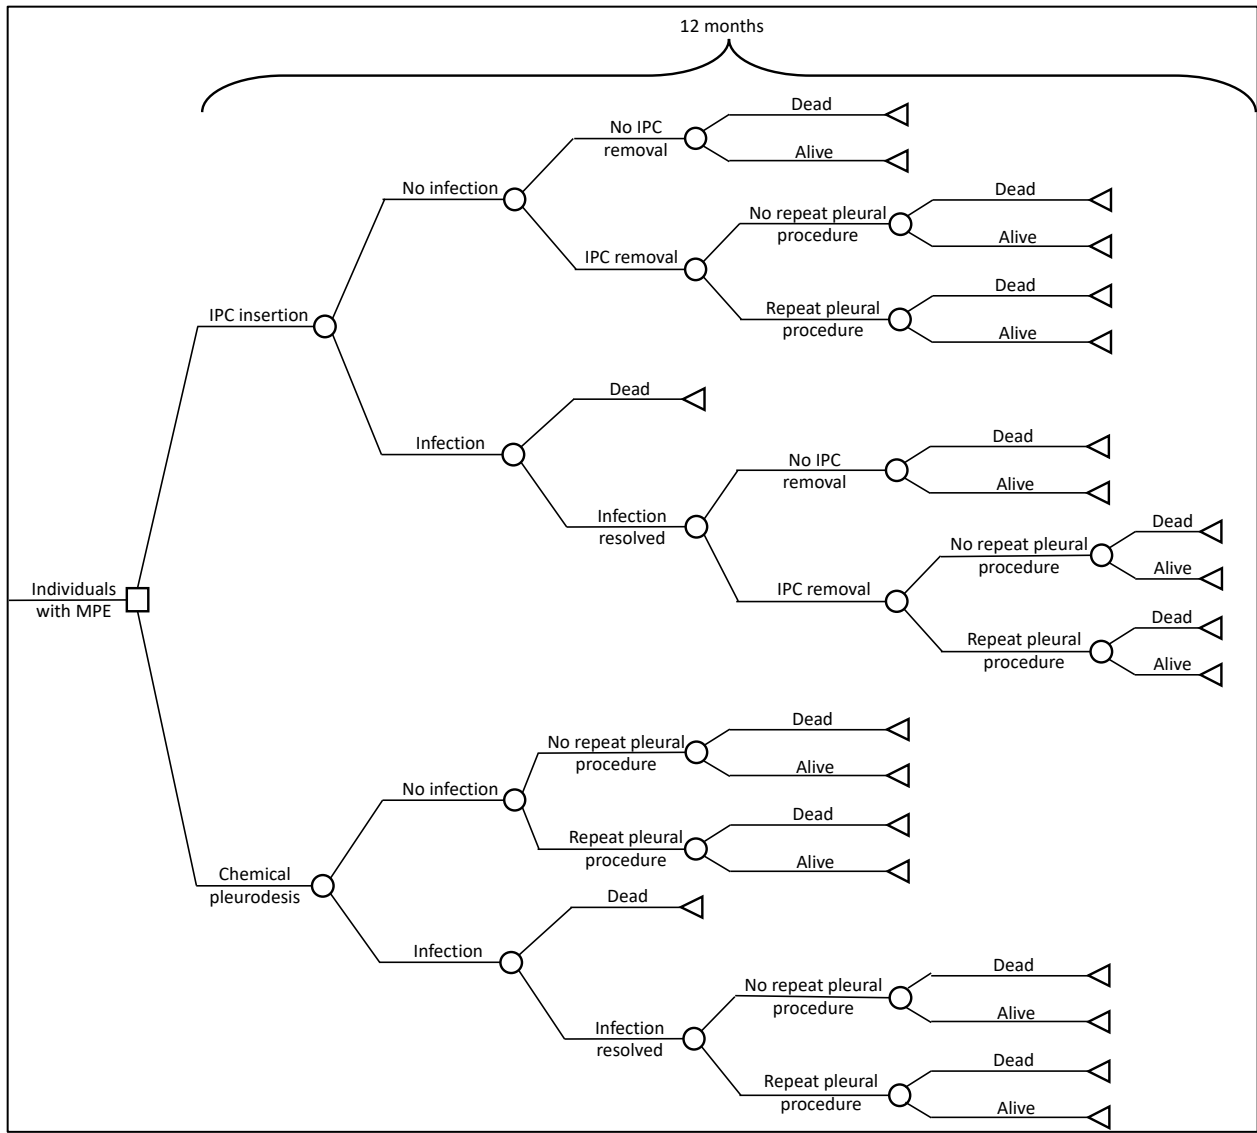 12 months
Dead
No IPC
removal
Alive
No infection
Dead
No repeat pleural
procedure
Alive
IPC removal
Dead
Repeat pleural
procedure
Alive
IPC insertion
Dead
Infection
Dead
No IPC
removal
Alive
Infection
resolved
Dead
No repeat pleural
procedure
Alive
IPC removal
Dead
Repeat pleural
procedure
Alive
Individuals
with MPE
Dead
No repeat pleural
procedure
Alive
No infection
Dead
Repeat pleural
procedure
Alive
Chemical
pleurodesis
Dead
Infection
Dead
No repeat pleural
procedure
Alive
Infection
resolved
Dead
Repeat pleural
procedure
Alive